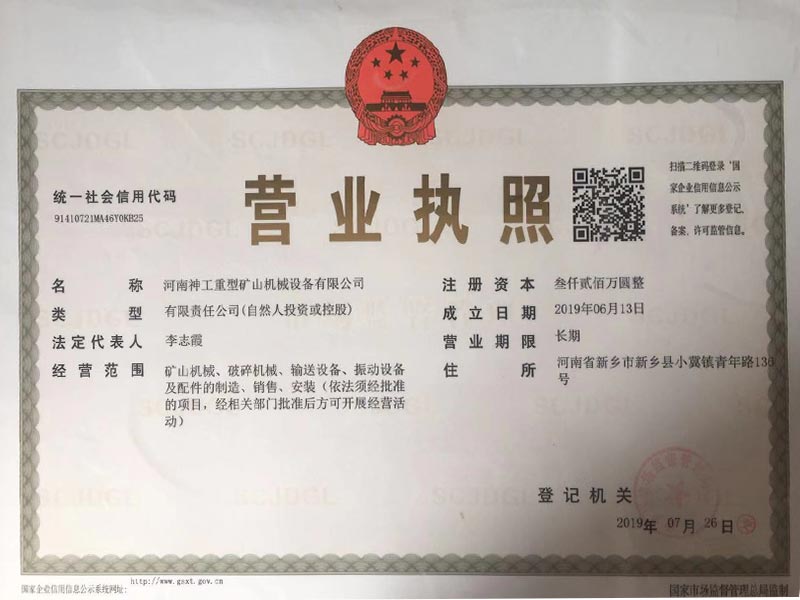 营业执照
统一社会信用代码
91410721MA46Y0KB25
扫描二维码登录‘国
家企业信用信息公示
系统’了解更多登记、
备案、许可监管信息。
名称 河南神工重型矿山机械设备有限公司
类型 有限责任公司(自然人投资或控股)
法定代表人 李志霞
经营范围 矿山机械、破碎机械、输送设备、振动设备
及配件的制造、销售、安装（依法须经批准
的项目，经相关部门批准后方可开展经营活
动）
注册资本 叁仟贰佰万圆整
成立日期 2019年06月13日
营业期限 长期
住所 河南省新乡市新乡县小冀镇青年路136
号
登记机关
2019年 07月 26日
国家企业信用信息公示系统网址: http://www.gsxt.gov.cn
国家市场监督管理总局监制
SCJDGL
SCJDGL
SCJDGL
SCJDGL
SCJDGL
SCJDGL